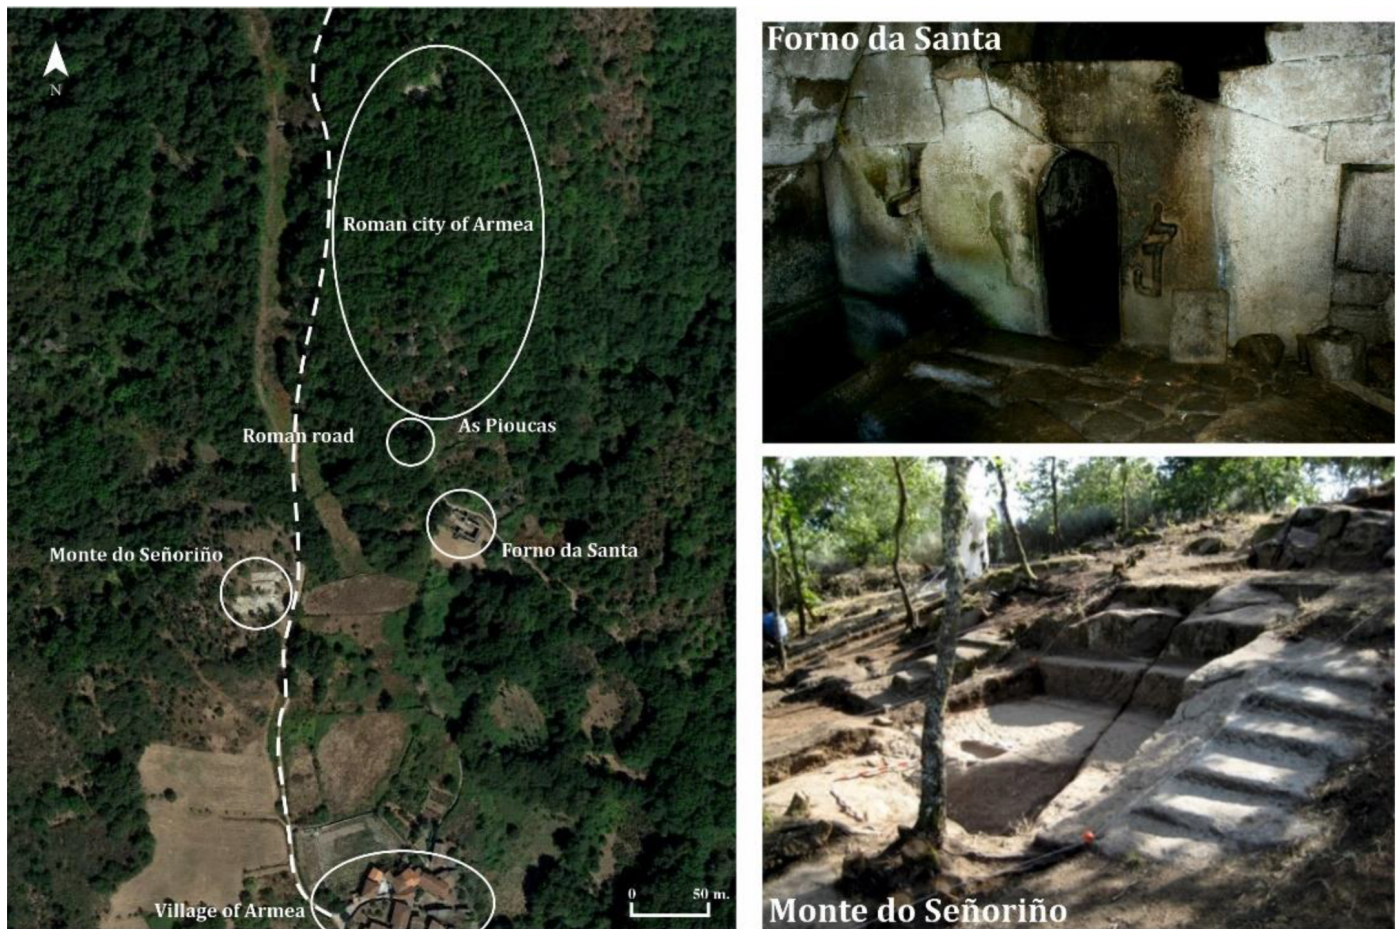 N
Roman city of Armea
Roman road
As Pioucas
Monte do Señoriño
Forno da Santa
Village of Armea
0 50 m.
Forno da Santa
Monte do Señoriño